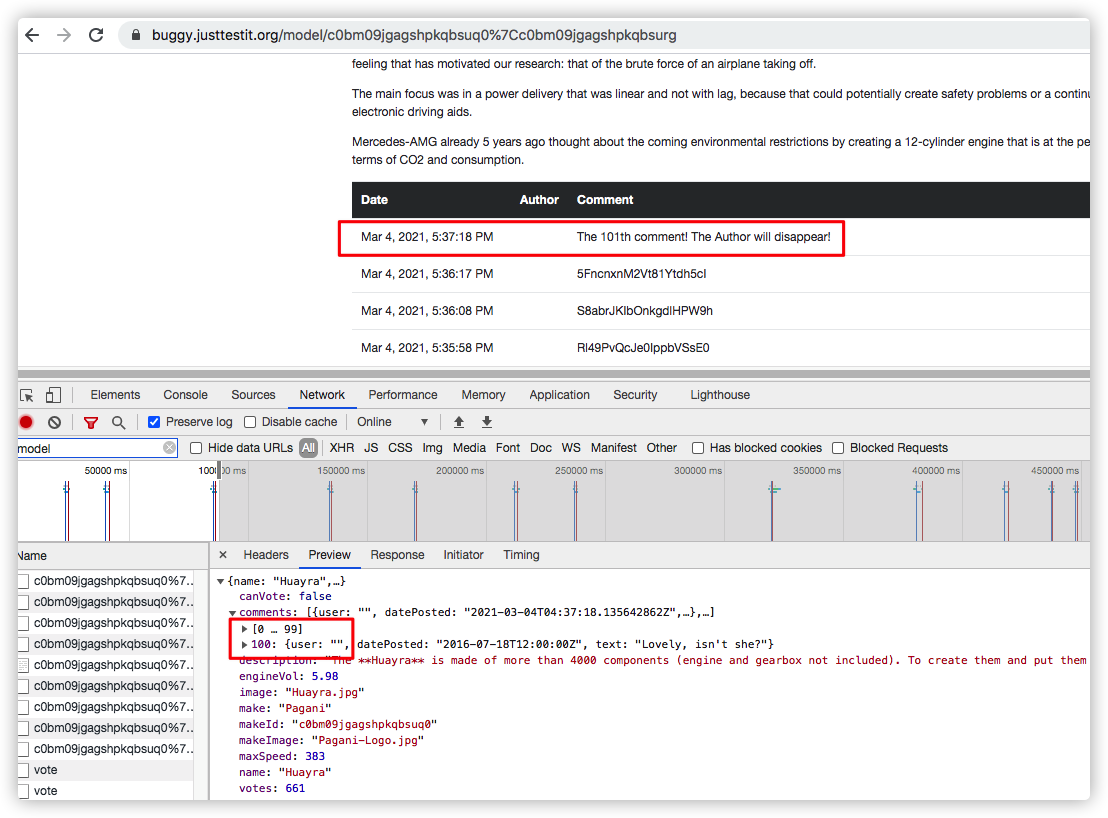 buggy.justtestit.org/model/c0bm09jgagshpkqbsuq0%7Cc0bm09jgagshpkqbsurg
feeling that has motivated our research: that of the brute force of an airplane taking off.
The main focus was in a power delivery that was linear and not with lag, because that could potentially create safety problems or a contin
electronic driving aids.
Mercedes-AMG already 5 years ago thought about the coming environmental restrictions by creating a 12-cylinder engine that is at the pe
terms of CO2 and consumption.
Date Author Comment
Mar 4, 2021, 5:37:18 PM The 101th comment! The Author will disappear!
Mar 4, 2021, 5:36:17 PM 5FncnxnM2Vt81Ytdh5cI
Mar 4, 2021, 5:36:08 PM S8abrJKIbOnkgdIHPW9h
Mar 4, 2021, 5:35:58 PM Rl49PvQcJe0IppbVSsE0
Elements Console Sources Network Performance Memory Application Security Lighthouse
Preserve log Disable cache Online
model Hide data URLs All XHR JS CSS Img Media Font Doc WS Manifest Other Has blocked cookies Blocked Requests
50000 ms 100000 ms 150000 ms 200000 ms 250000 ms 300000 ms 350000 ms 400000 ms 450000 ms
Name
c0bm09jgagshpkqbsuq0%7..
c0bm09jgagshpkqbsuq0%7..
c0bm09jgagshpkqbsuq0%7..
c0bm09jgagshpkqbsuq0%7..
c0bm09jgagshpkqbsuq0%7..
c0bm09jgagshpkqbsuq0%7..
c0bm09jgagshpkqbsuq0%7..
c0bm09jgagshpkqbsuq0%7..
c0bm09jgagshpkqbsuq0%7..
vote
vote
× Headers Preview Response Initiator Timing
{name: "Huayra",…}
canVote: false
comments: [{user: "", datePosted: "2021-03-04T04:37:18.135642862Z",…},…]
[0 … 99]
100: {user: "", datePosted: "2016-07-18T12:00:00Z", text: "Lovely, isn't she?"}
description: "The **Huayra** is made of more than 4000 components (engine and gearbox not included). To create them and put them
engineVol: 5.98
image: "Huayra.jpg"
make: "Pagani"
makeId: "c0bm09jgagshpkqbsuq0"
makeImage: "Pagani-Logo.jpg"
maxSpeed: 383
name: "Huayra"
votes: 661